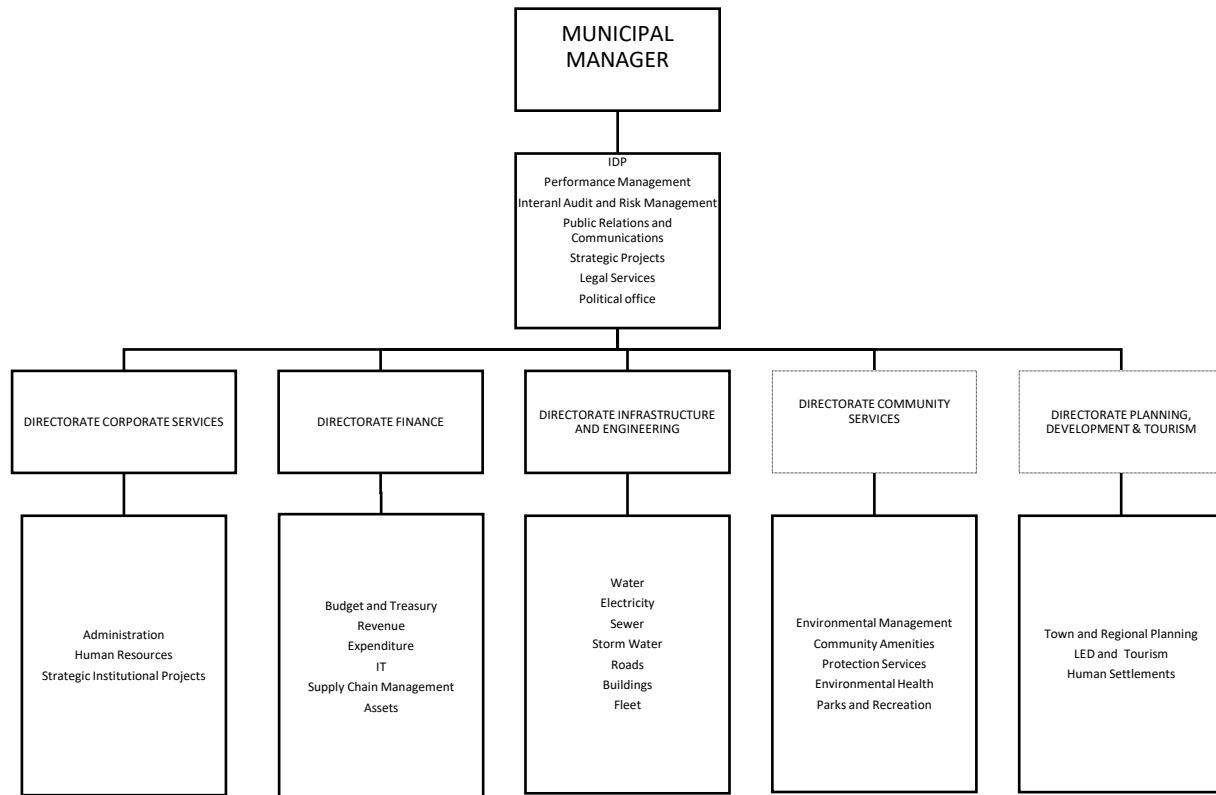 MUNICIPAL
MANAGER
IDP
Performance Management
Interanl Audit and Risk Management
Public Relations and
Communications
Strategic Projects
Legal Services
Political office
DIRECTORATE CORPORATE SERVICES
DIRECTORATE FINANCE
DIRECTORATE INFRASTRUCTURE
AND ENGINEERING
DIRECTORATE COMMUNITY
SERVICES
DIRECTORATE PLANNING,
DEVELOPMENT & TOURISM
Administration
Human Resources
Strategic Institutional Projects
Budget and Treasury
Revenue
Expenditure
IT
Supply Chain Management
Assets
Water
Electricity
Sewer
Storm Water
Roads
Buildings
Fleet
Environmental Management
Community Amenities
Protection Services
Environmental Health
Parks and Recreation
Town and Regional Planning
LED and  Tourism
Human Settlements